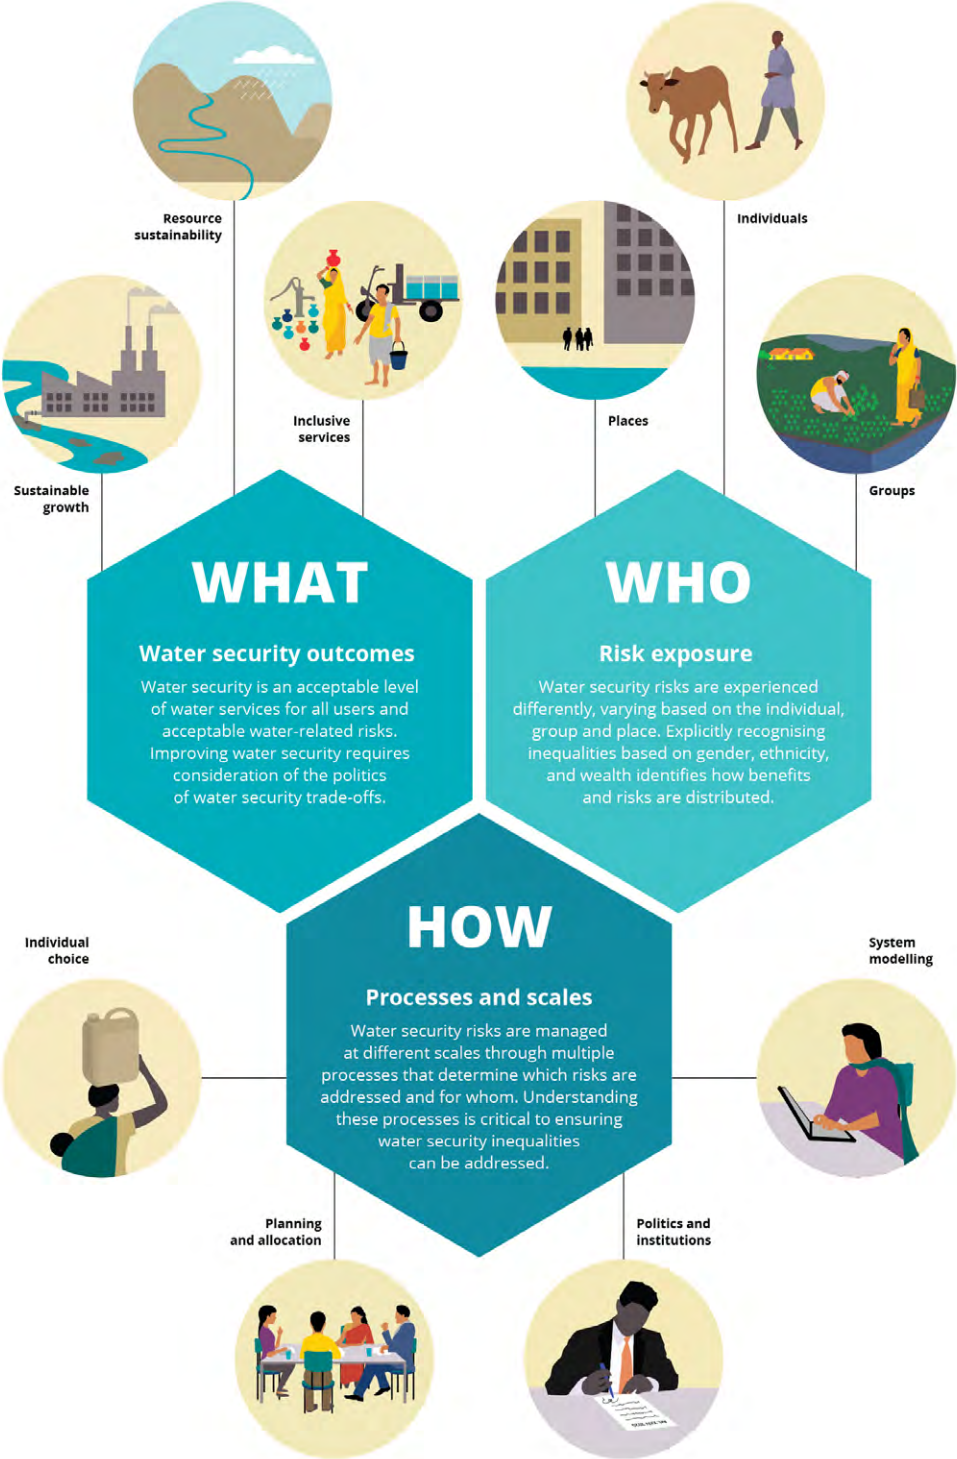 Resource
sustainability
Individuals
Inclusive
services
Places
Sustainable
growth
Groups
WHAT
Water security outcomes
Water security is an acceptable level
of water services for all users and
acceptable water-related risks.
Improving water security requires
consideration of the politics
of water security trade-offs.
WHO
Risk exposure
Water security risks are experienced
differently, varying based on the individual,
group and place. Explicitly recognising
inequalities based on gender, ethnicity,
and wealth identifies how benefits
and risks are distributed.
HOW
Processes and scales
Water security risks are managed
at different scales through multiple
processes that determine which risks are
addressed and for whom. Understanding
these processes is critical to ensuring
water security inequalities
can be addressed.
Individual
choice
System
modelling
Planning
and allocation
Politics and
institutions